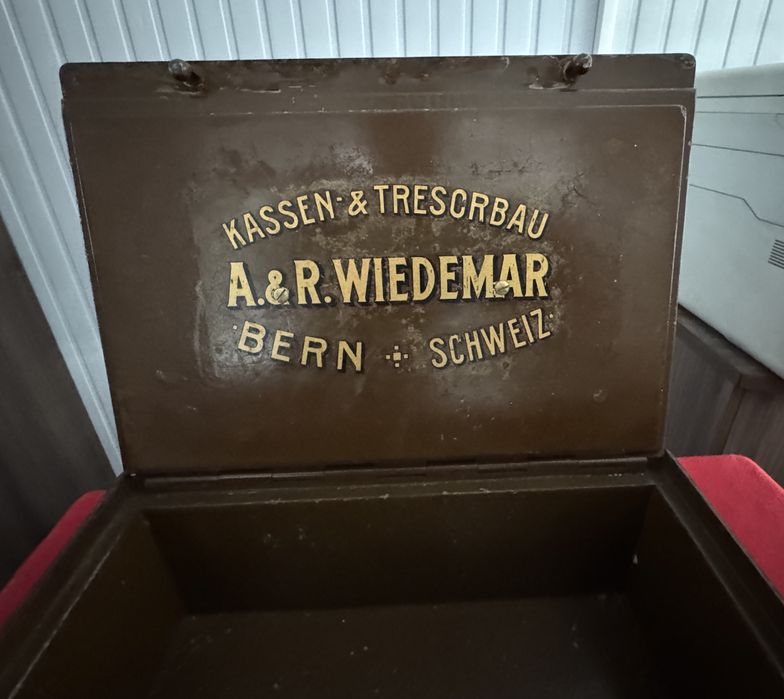 KASSEN- & TRESORBAU
A. & R. WIEDEMAR
· BERN SCHWEIZ ·